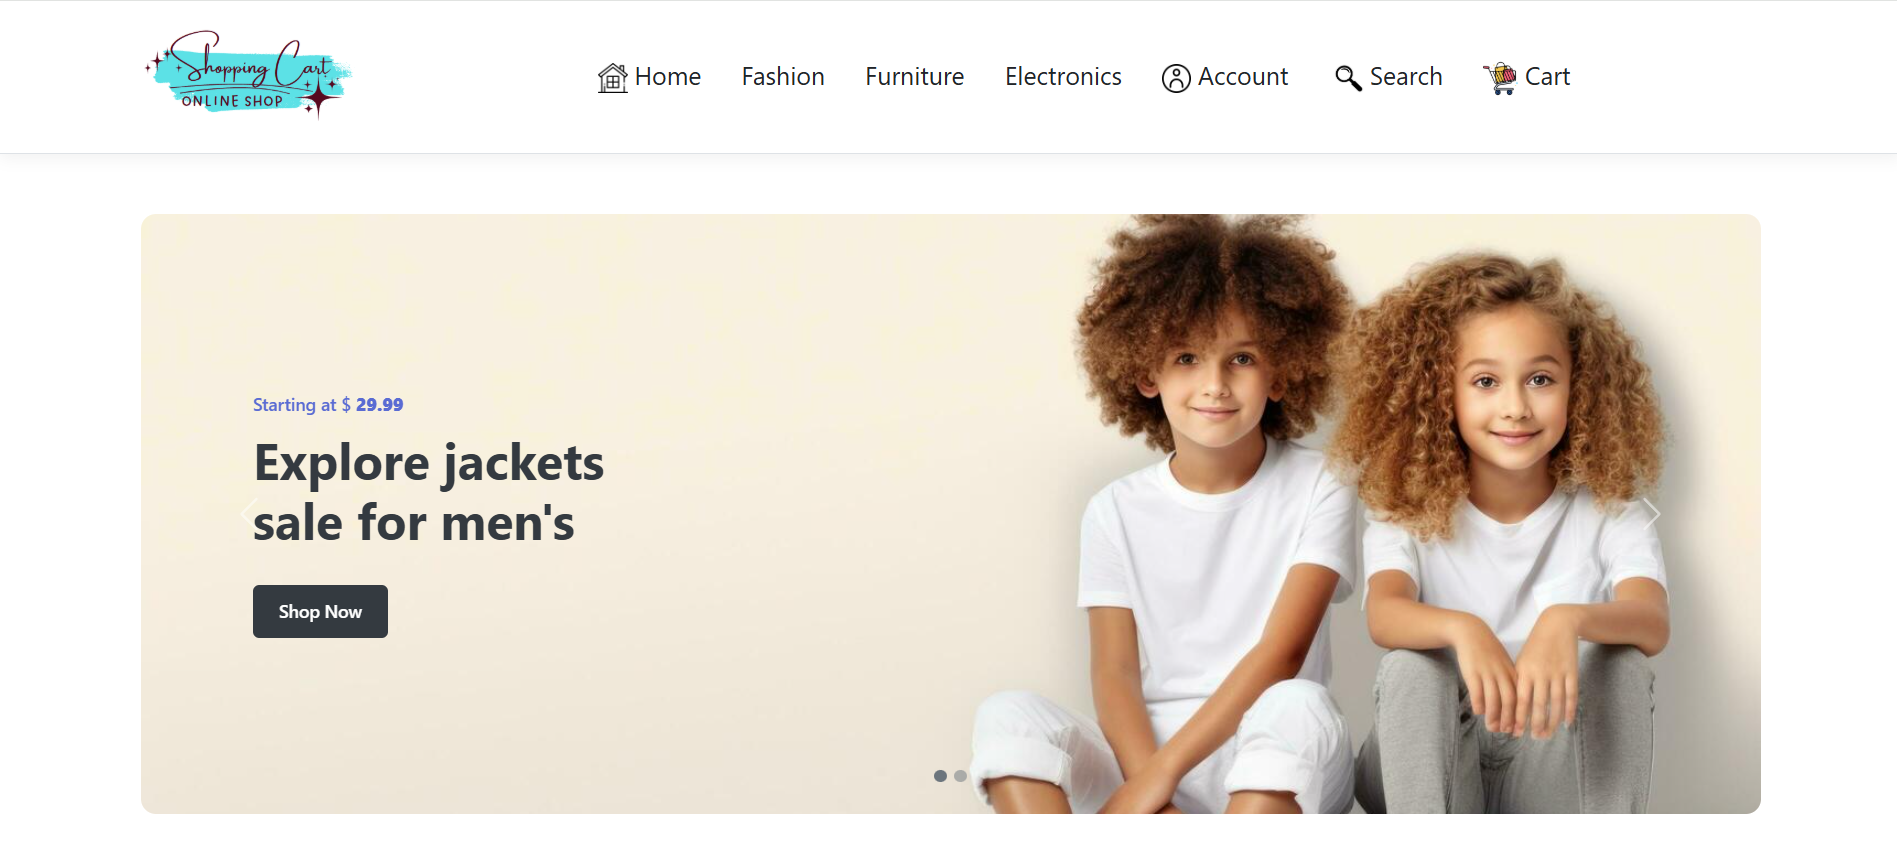 Shopping Cart
ONLINE SHOP
Home
Fashion
Furniture
Electronics
Account
Search
Cart
Starting at $ 29.99
Explore jackets
sale for men's
Shop Now